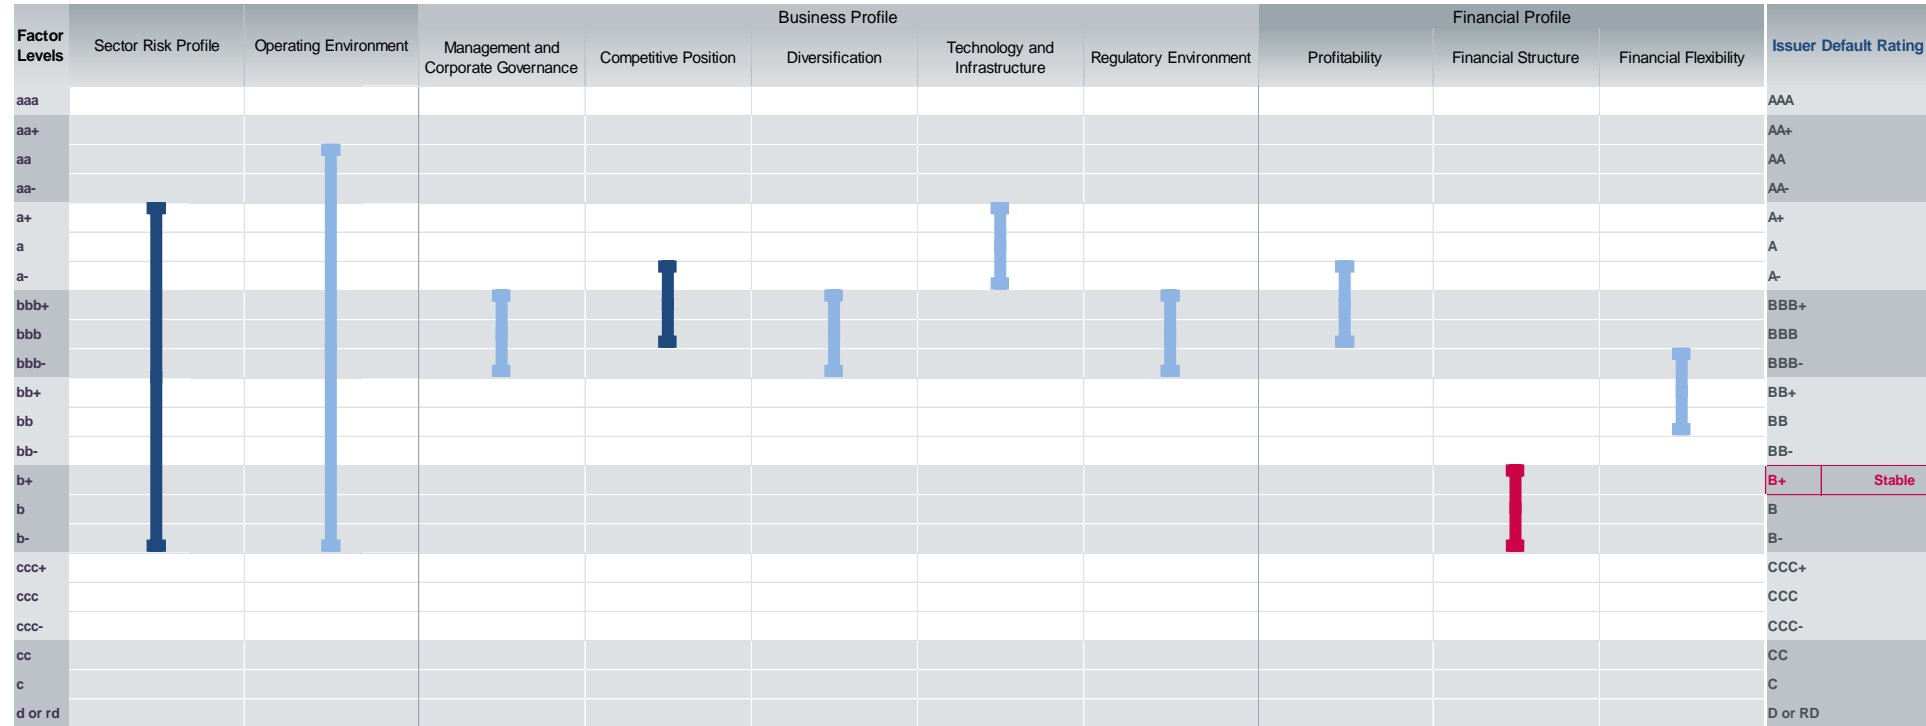 Business Profile
Financial Profile
Factor
Levels
Sector Risk Profile
Operating Environment
Management and
Corporate Governance
Competitive Position
Diversification
Technology and
Infrastructure
Regulatory Environment
Profitability
Financial Structure
Financial Flexibility
Issuer Default Rating
aaa AAA
aa+ AA+
aa AA
aa- AA-
a+ A+
a A
a- A-
bbb+ BBB+
bbb BBB
bbb- BBB-
bb+ BB+
bb BB
bb- BB-
b+ B+ Stable
b B
b- B-
ccc+ CCC+
ccc CCC
ccc- CCC-
cc CC
c C
d or rd D or RD